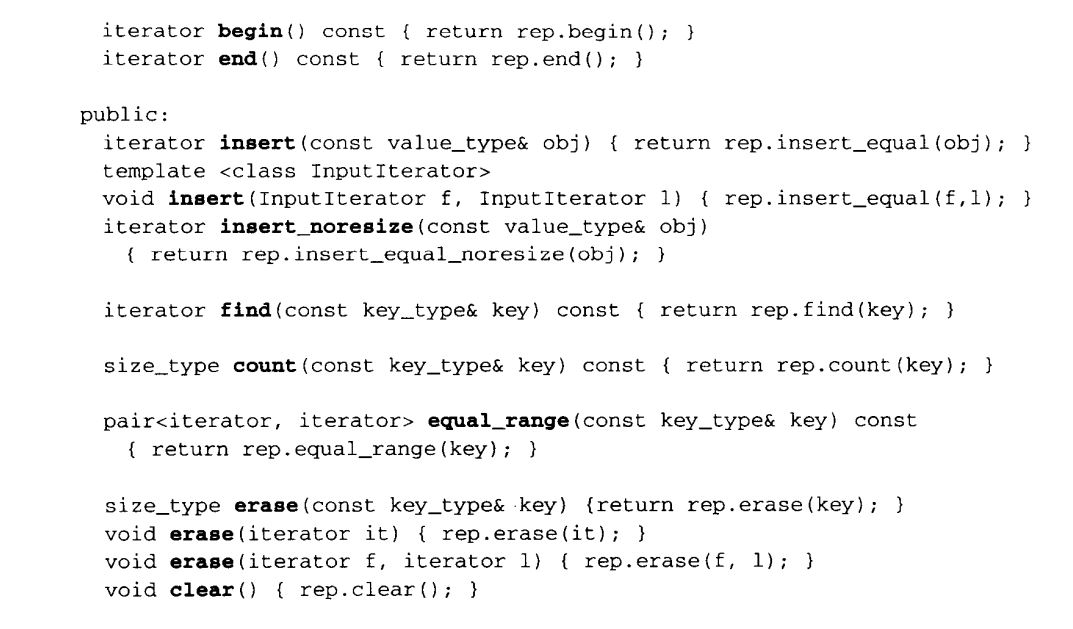 iterator begin() const { return rep.begin(); }
iterator end() const { return rep.end(); }
public:
iterator insert(const value_type& obj) { return rep.insert_equal(obj); }
template <class InputIterator>
void insert(InputIterator f, InputIterator l) { rep.insert_equal(f,l); }
iterator insert_noresize(const value_type& obj)
{ return rep.insert_equal_noresize(obj); }
iterator find(const key_type& key) const { return rep.find(key); }
size_type count(const key_type& key) const { return rep.count(key); }
pair<iterator, iterator> equal_range(const key_type& key) const
{ return rep.equal_range(key); }
size_type erase(const key_type& key) {return rep.erase(key); }
void erase(iterator it) { rep.erase(it); }
void erase(iterator f, iterator l) { rep.erase(f, l); }
void clear() { rep.clear(); }